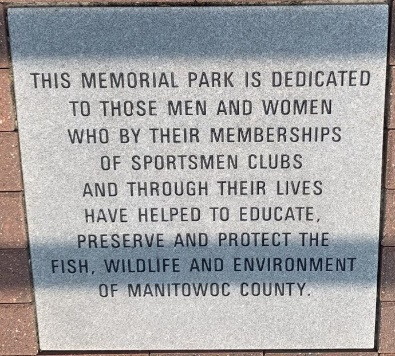 THIS MEMORIAL PARK IS DEDICATED
TO THOSE MEN AND WOMEN
WHO BY THEIR MEMBERSHIPS
OF SPORTSMEN CLUBS
AND THROUGH THEIR LIVES
HAVE HELPED TO EDUCATE,
PRESERVE AND PROTECT THE
FISH, WILDLIFE AND ENVIRONMENT
OF MANITOWOC COUNTY.